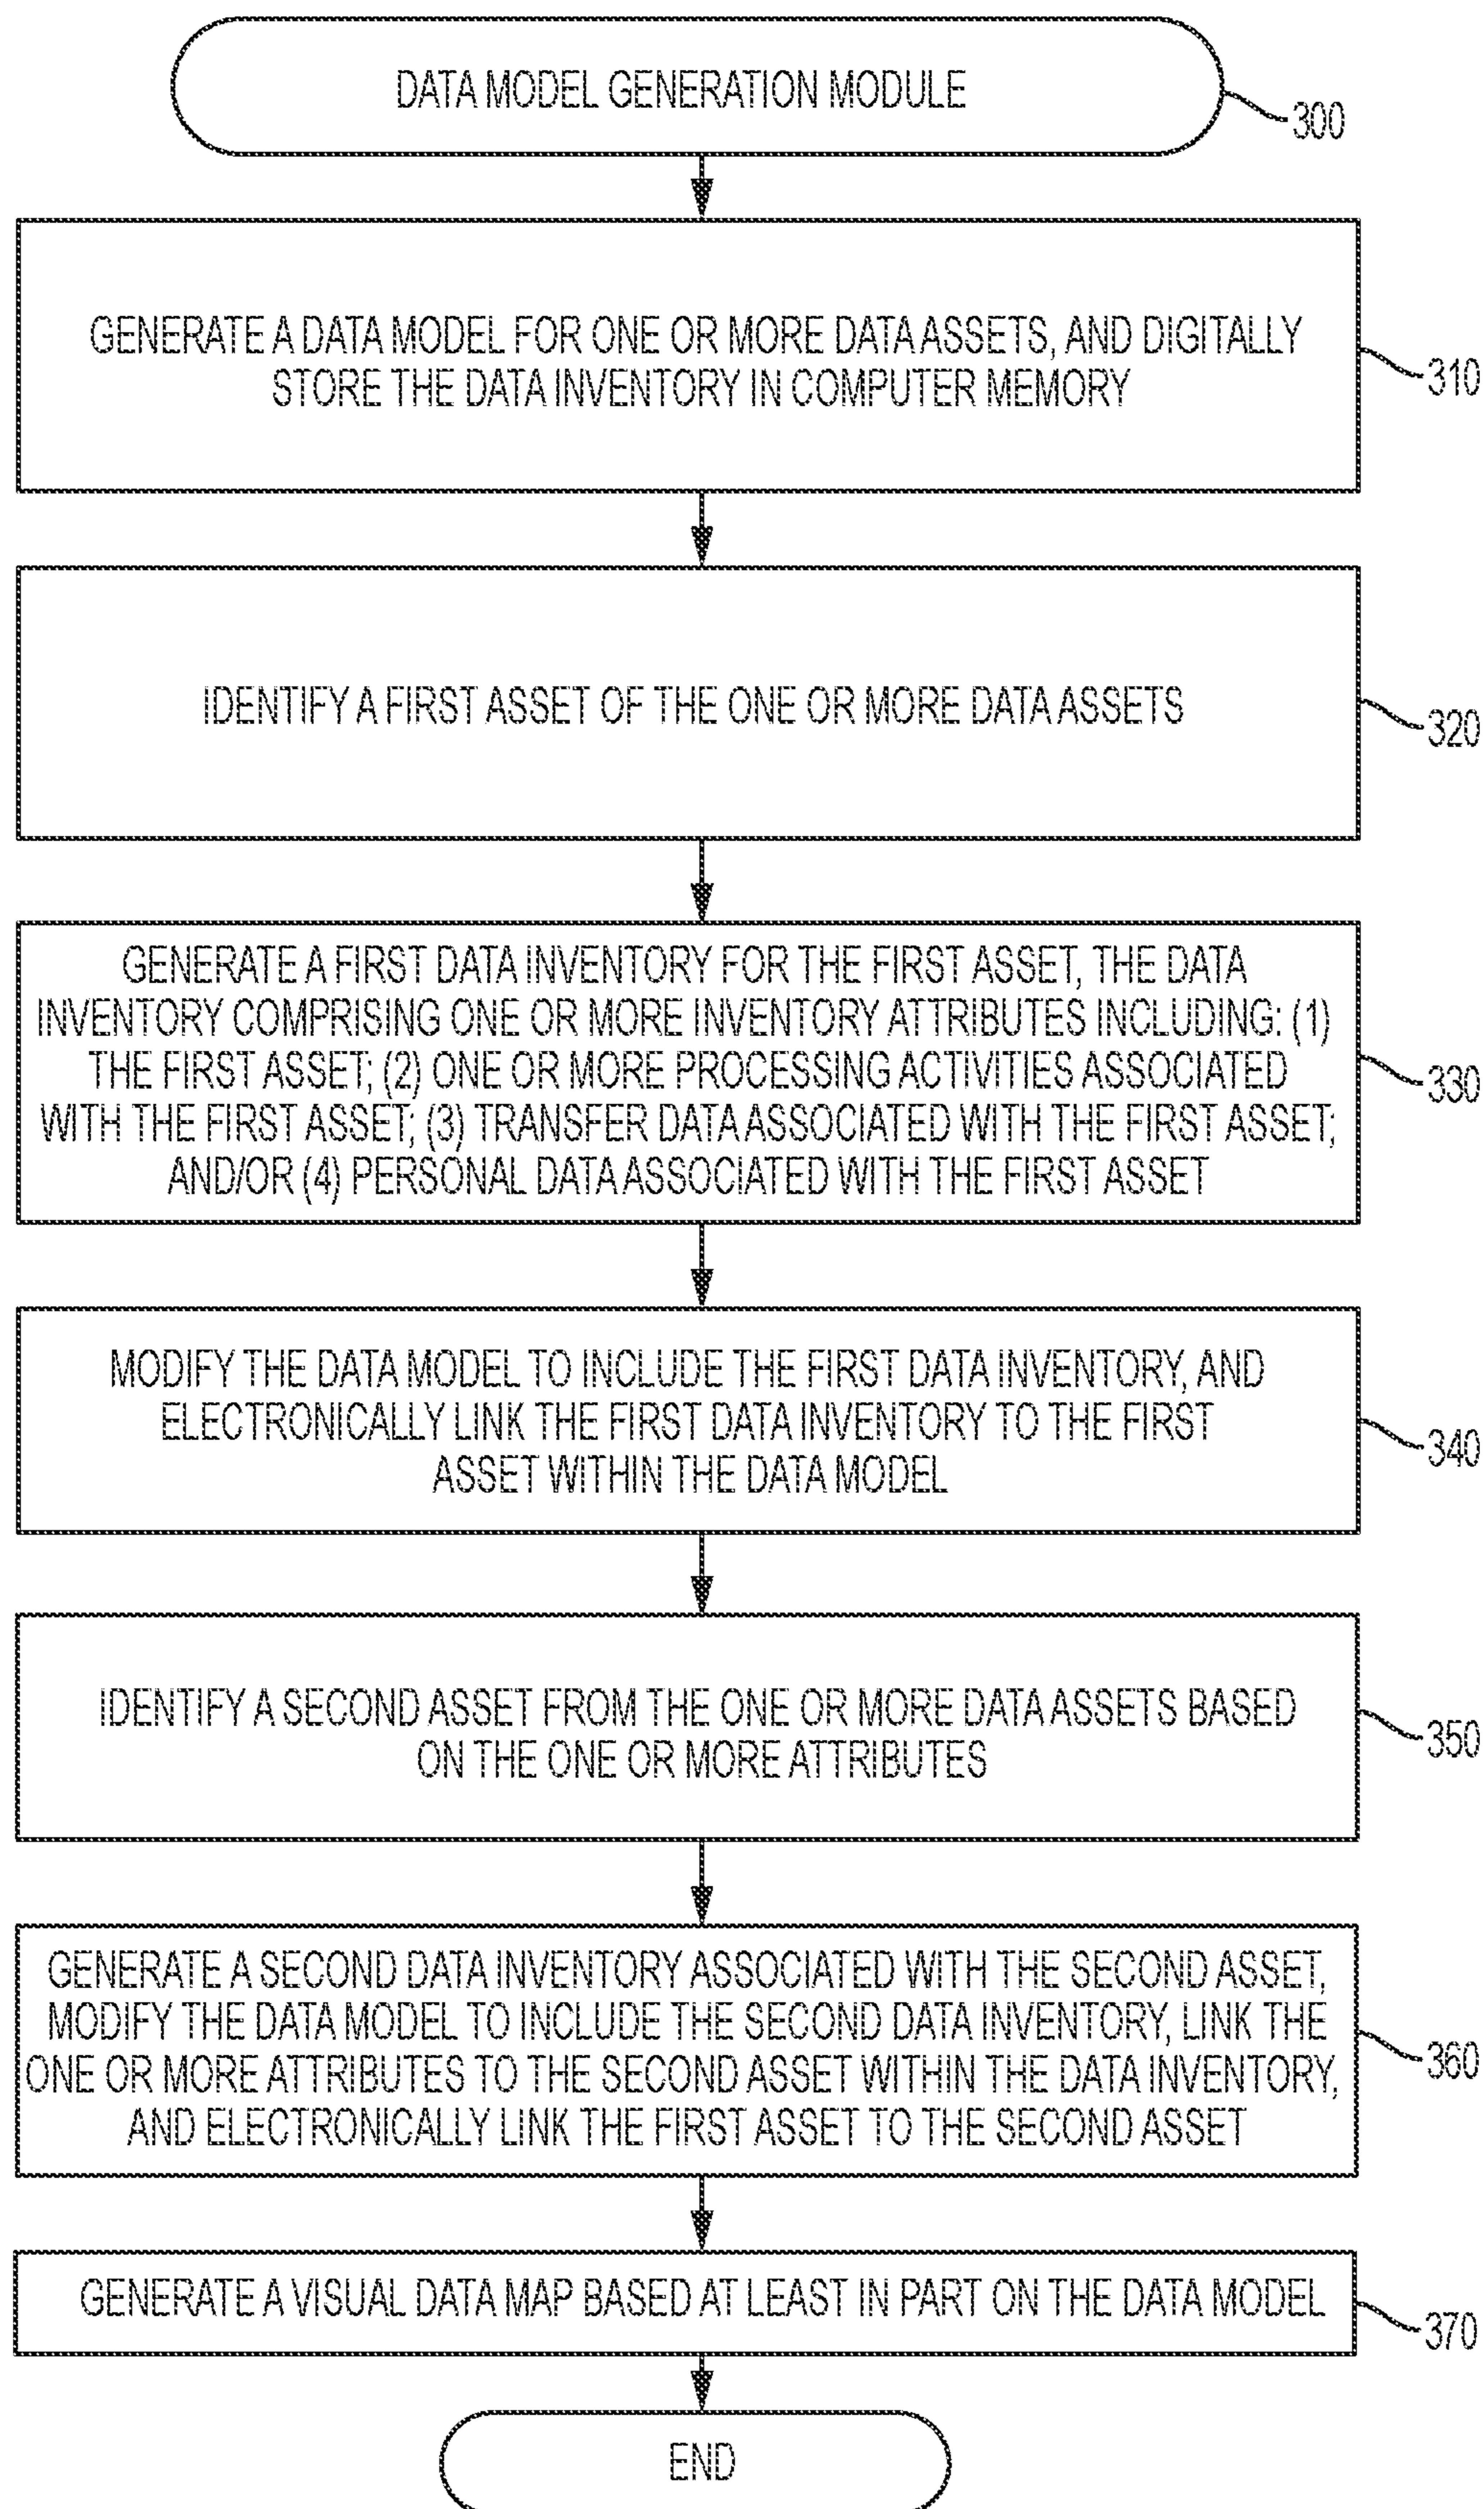 DATA MODEL GENERATION MODULE
300
GENERATE A DATA MODEL FOR ONE OR MORE DATA ASSETS, AND DIGITALLY
STORE THE DATA INVENTORY IN COMPUTER MEMORY
310
IDENTIFY A FIRST ASSET OF THE ONE OR MORE DATA ASSETS
320
GENERATE A FIRST DATA INVENTORY FOR THE FIRST ASSET, THE DATA
INVENTORY COMPRISING ONE OR MORE INVENTORY ATTRIBUTES INCLUDING: (1)
THE FIRST ASSET; (2) ONE OR MORE PROCESSING ACTIVITIES ASSOCIATED
WITH THE FIRST ASSET; (3) TRANSFER DATA ASSOCIATED WITH THE FIRST ASSET;
AND/OR (4) PERSONAL DATA ASSOCIATED WITH THE FIRST ASSET
330
MODIFY THE DATA MODEL TO INCLUDE THE FIRST DATA INVENTORY, AND
ELECTRONICALLY LINK THE FIRST DATA INVENTORY TO THE FIRST
ASSET WITHIN THE DATA MODEL
340
IDENTIFY A SECOND ASSET FROM THE ONE OR MORE DATA ASSETS BASED
ON THE ONE OR MORE ATTRIBUTES
350
GENERATE A SECOND DATA INVENTORY ASSOCIATED WITH THE SECOND ASSET,
MODIFY THE DATA MODEL TO INCLUDE THE SECOND DATA INVENTORY, LINK THE
ONE OR MORE ATTRIBUTES TO THE SECOND ASSET WITHIN THE DATA INVENTORY,
AND ELECTRONICALLY LINK THE FIRST ASSET TO THE SECOND ASSET
360
GENERATE A VISUAL DATA MAP BASED AT LEAST IN PART ON THE DATA MODEL
370
END